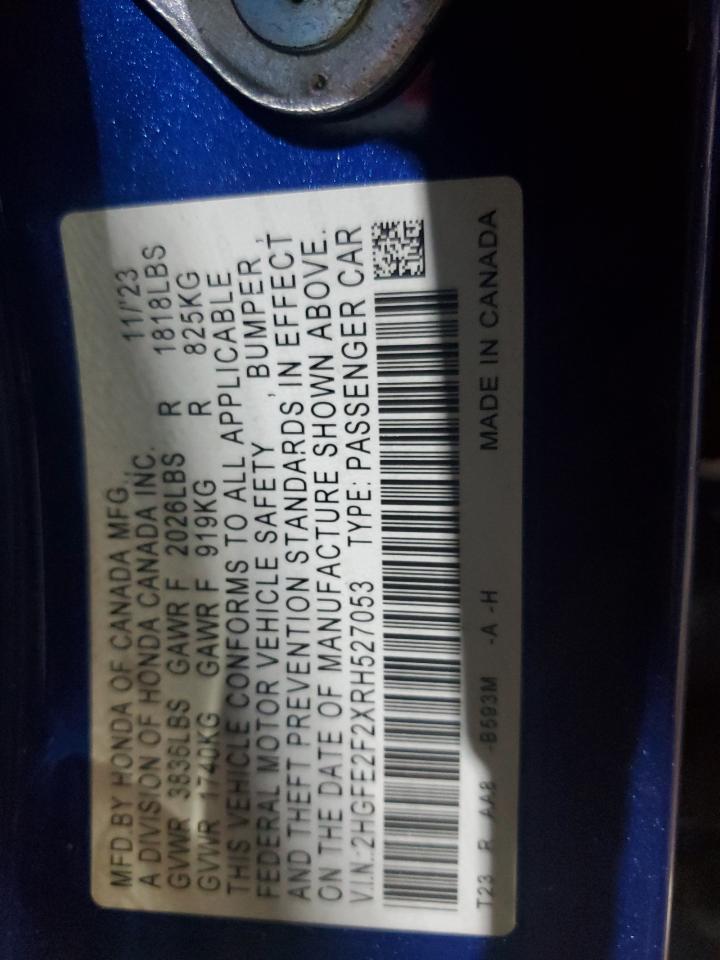 MFD.BY HONDA OF CANADA MFG., 11/'23
A DIVISION OF HONDA CANADA INC.
GVWR 3836LBS GAWR F 2026LBS R 1818LBS
GVWR 1740KG GAWR F 919KG R 825KG
THIS VEHICLE CONFORMS TO ALL APPLICABLE
FEDERAL MOTOR VEHICLE SAFETY , BUMPER ,
AND THEFT PREVENTION STANDARDS IN EFFECT
ON THE DATE OF MANUFACTURE SHOWN ABOVE.
V.I.N.:2HGFE2F2XRH527053 TYPE: PASSENGER CAR
T23 R AA8 -B593M -A -H MADE IN CANADA